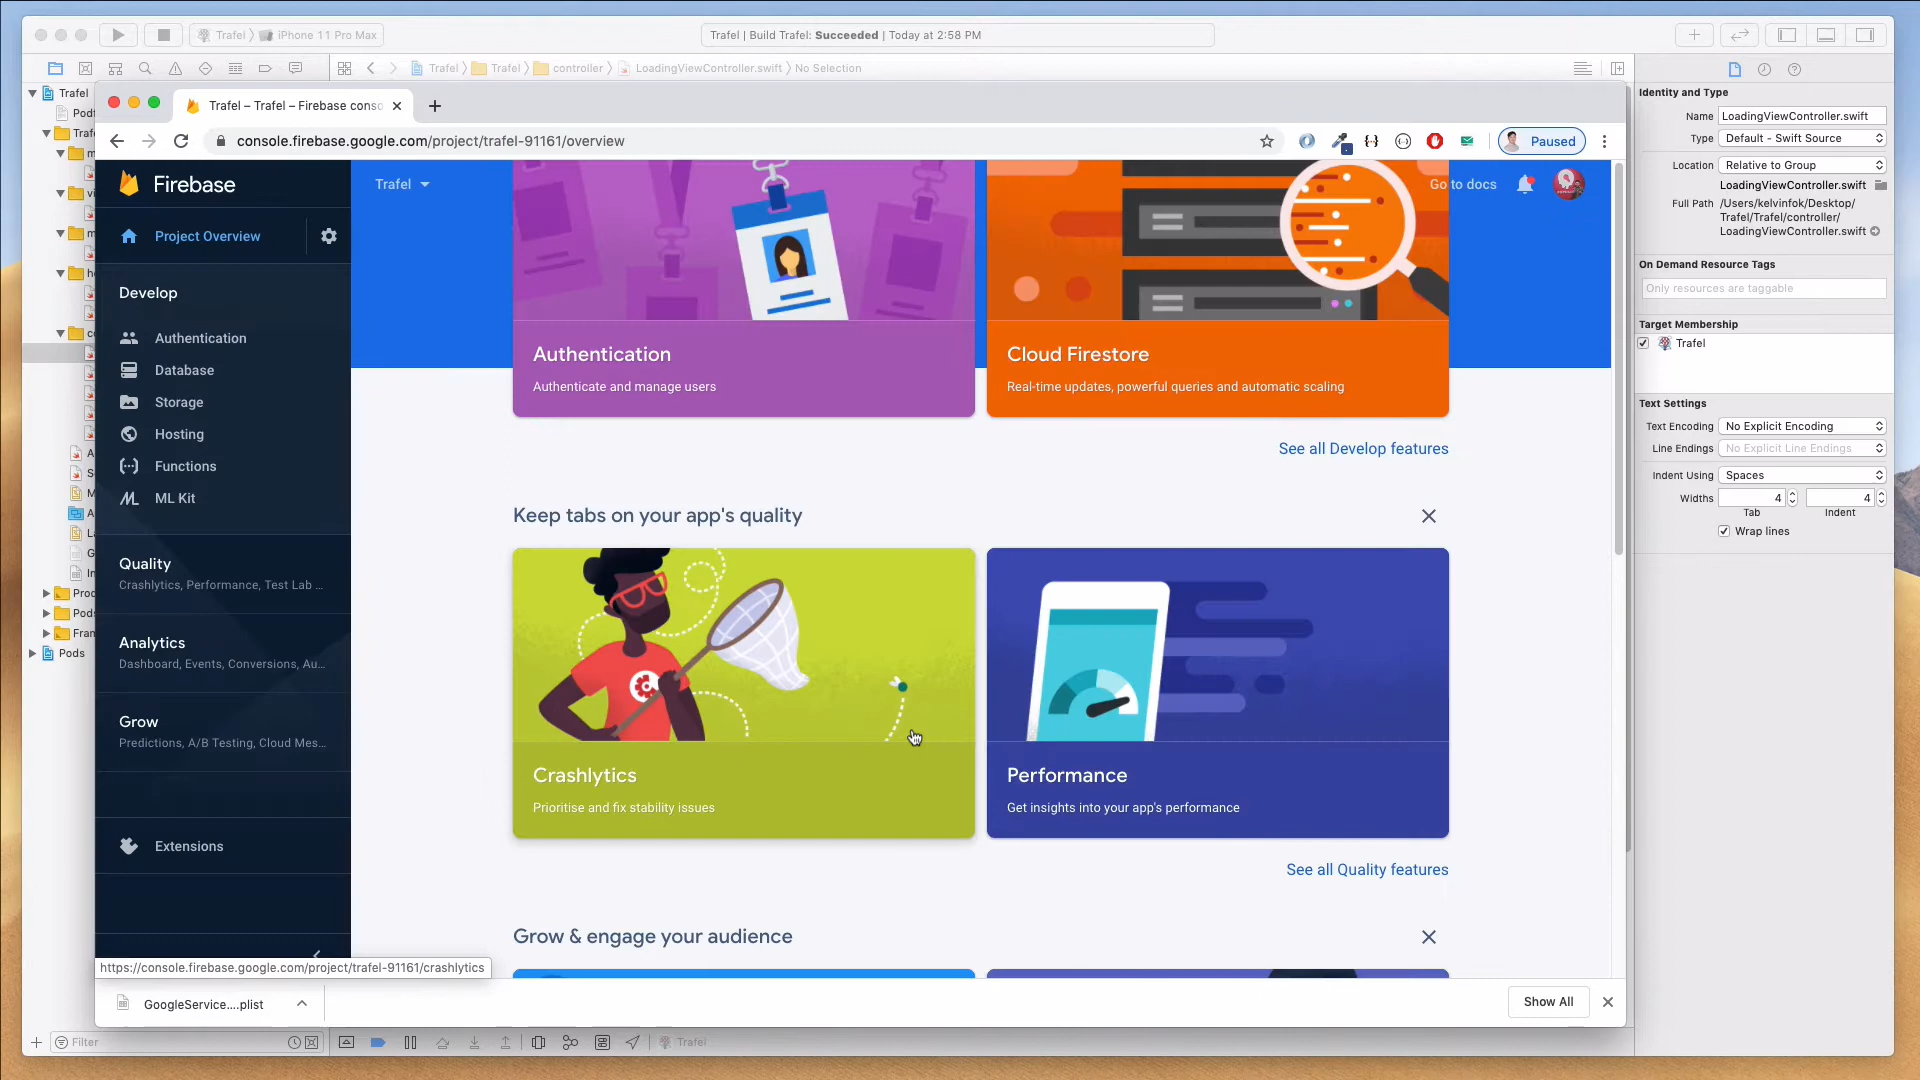 Trafel
iPhone 11 Pro Max
Trafel | Build Trafel: Succeeded | Today at 2:58 PM
Trafel
Trafel
controller
LoadingViewController.swift
No Selection
Trafel
Trafel – Trafel – Firebase conso
console.firebase.google.com/project/trafel-91161/overview
Paused
Firebase
Project Overview
Develop
Authentication
Database
Storage
Hosting
Functions
ML Kit
Quality
Crashlytics, Performance, Test Lab ...
Analytics
Dashboard, Events, Conversions, Au...
Grow
Predictions, A/B Testing, Cloud Mes...
Extensions
Prod
Pods
Fran
Pods
Trafel
Go to docs
Authentication
Authenticate and manage users
Cloud Firestore
Real-time updates, powerful queries and automatic scaling
See all Develop features
Keep tabs on your app's quality
Crashlytics
Prioritise and fix stability issues
Performance
Get insights into your app's performance
See all Quality features
Grow & engage your audience
https://console.firebase.google.com/project/trafel-91161/crashlytics
GoogleService....plist
Show All
Filter
Trafel
Identity and Type
Name LoadingViewController.swift
Type Default - Swift Source
Location Relative to Group
LoadingViewController.swift
Full Path /Users/kelvinfok/Desktop/
Trafel/Trafel/controller/
LoadingViewController.swift
On Demand Resource Tags
Only resources are taggable
Target Membership
Trafel
Text Settings
Text Encoding No Explicit Encoding
Line Endings No Explicit Line Endings
Indent Using Spaces
Widths 4 4
Tab Indent
Wrap lines